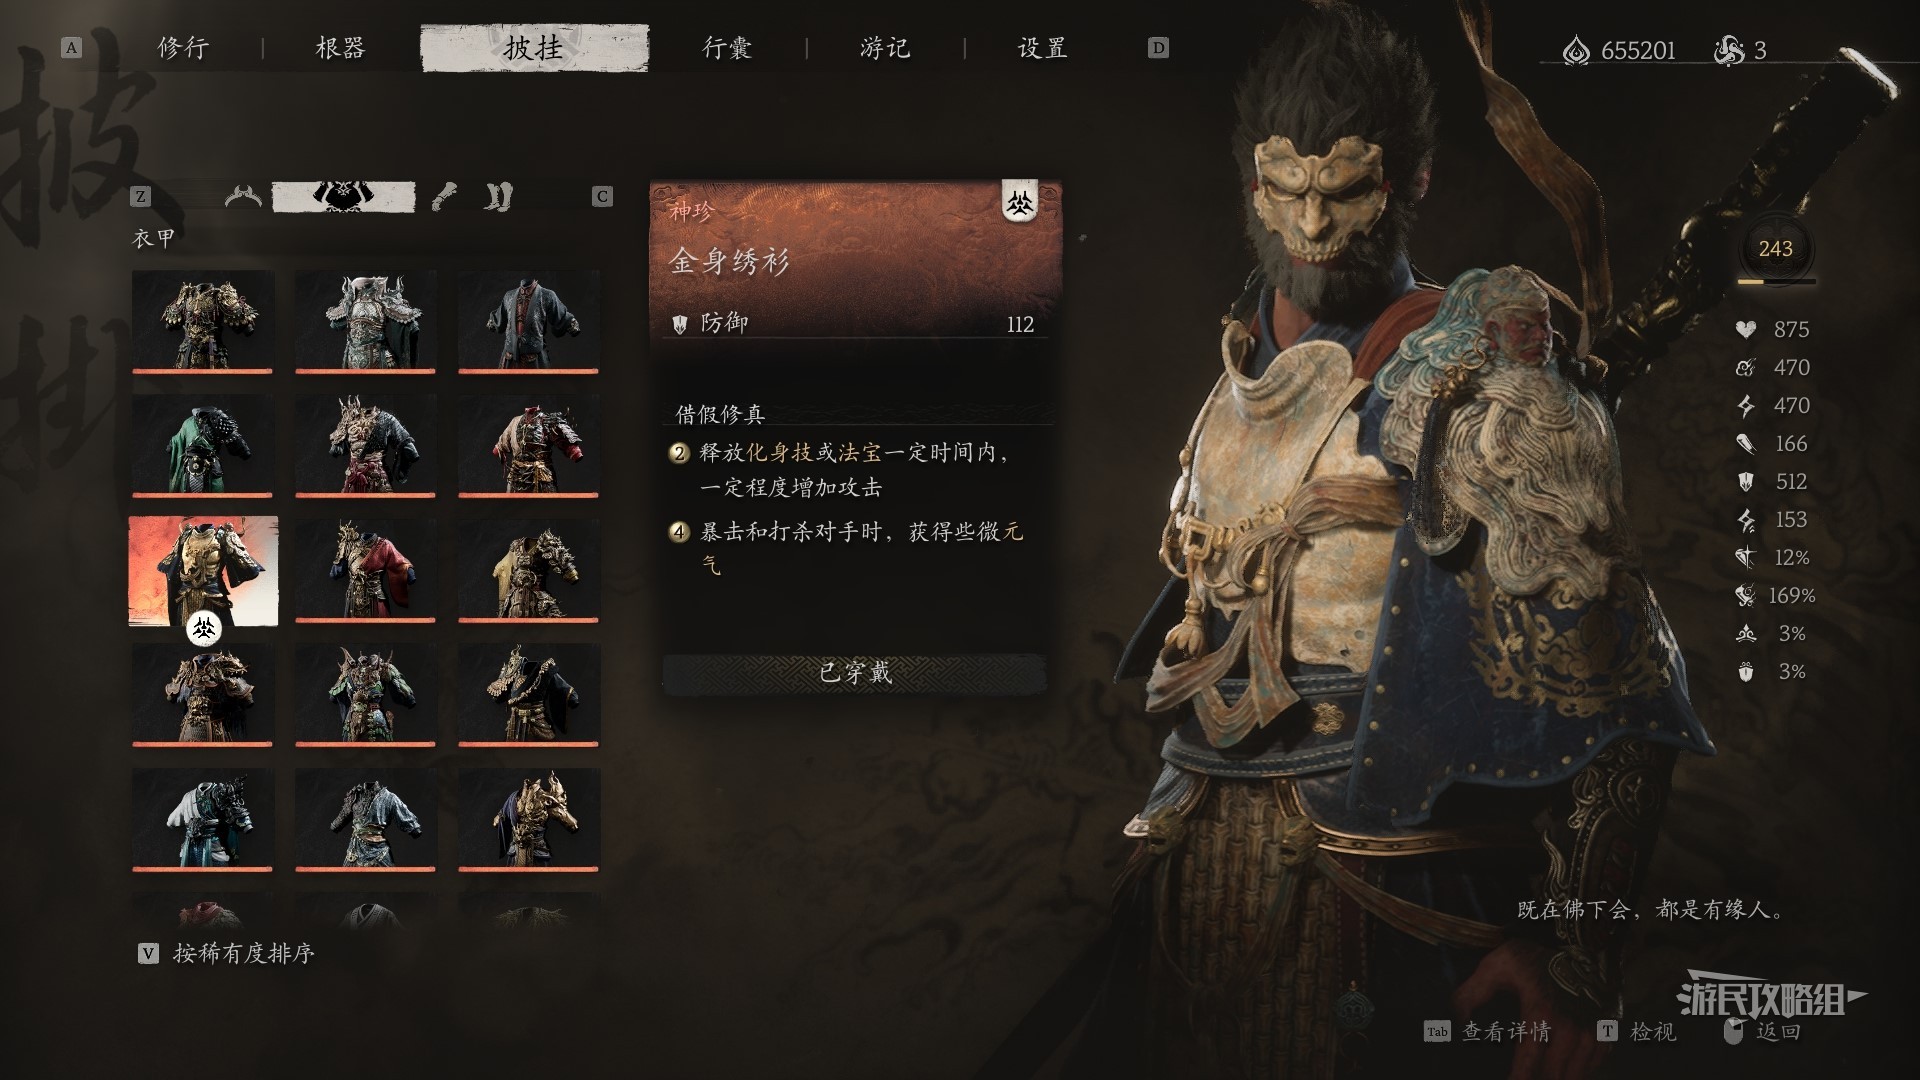 A
修行
根器
披挂
行囊
游记
设置
D
655201
3
披挂
Z
C
衣甲
神珍
金身绣衫
防御 112
借假修真
2 释放化身技或法宝一定时间内，
一定程度增加攻击
4 暴击和打杀对手时，获得些微元
气
已穿戴
243
875
470
470
166
512
153
12%
169%
3%
3%
既在佛下会，都是有缘人。
V 按稀有度排序
游民攻略组
Tab 查看详情
T 检视
返回